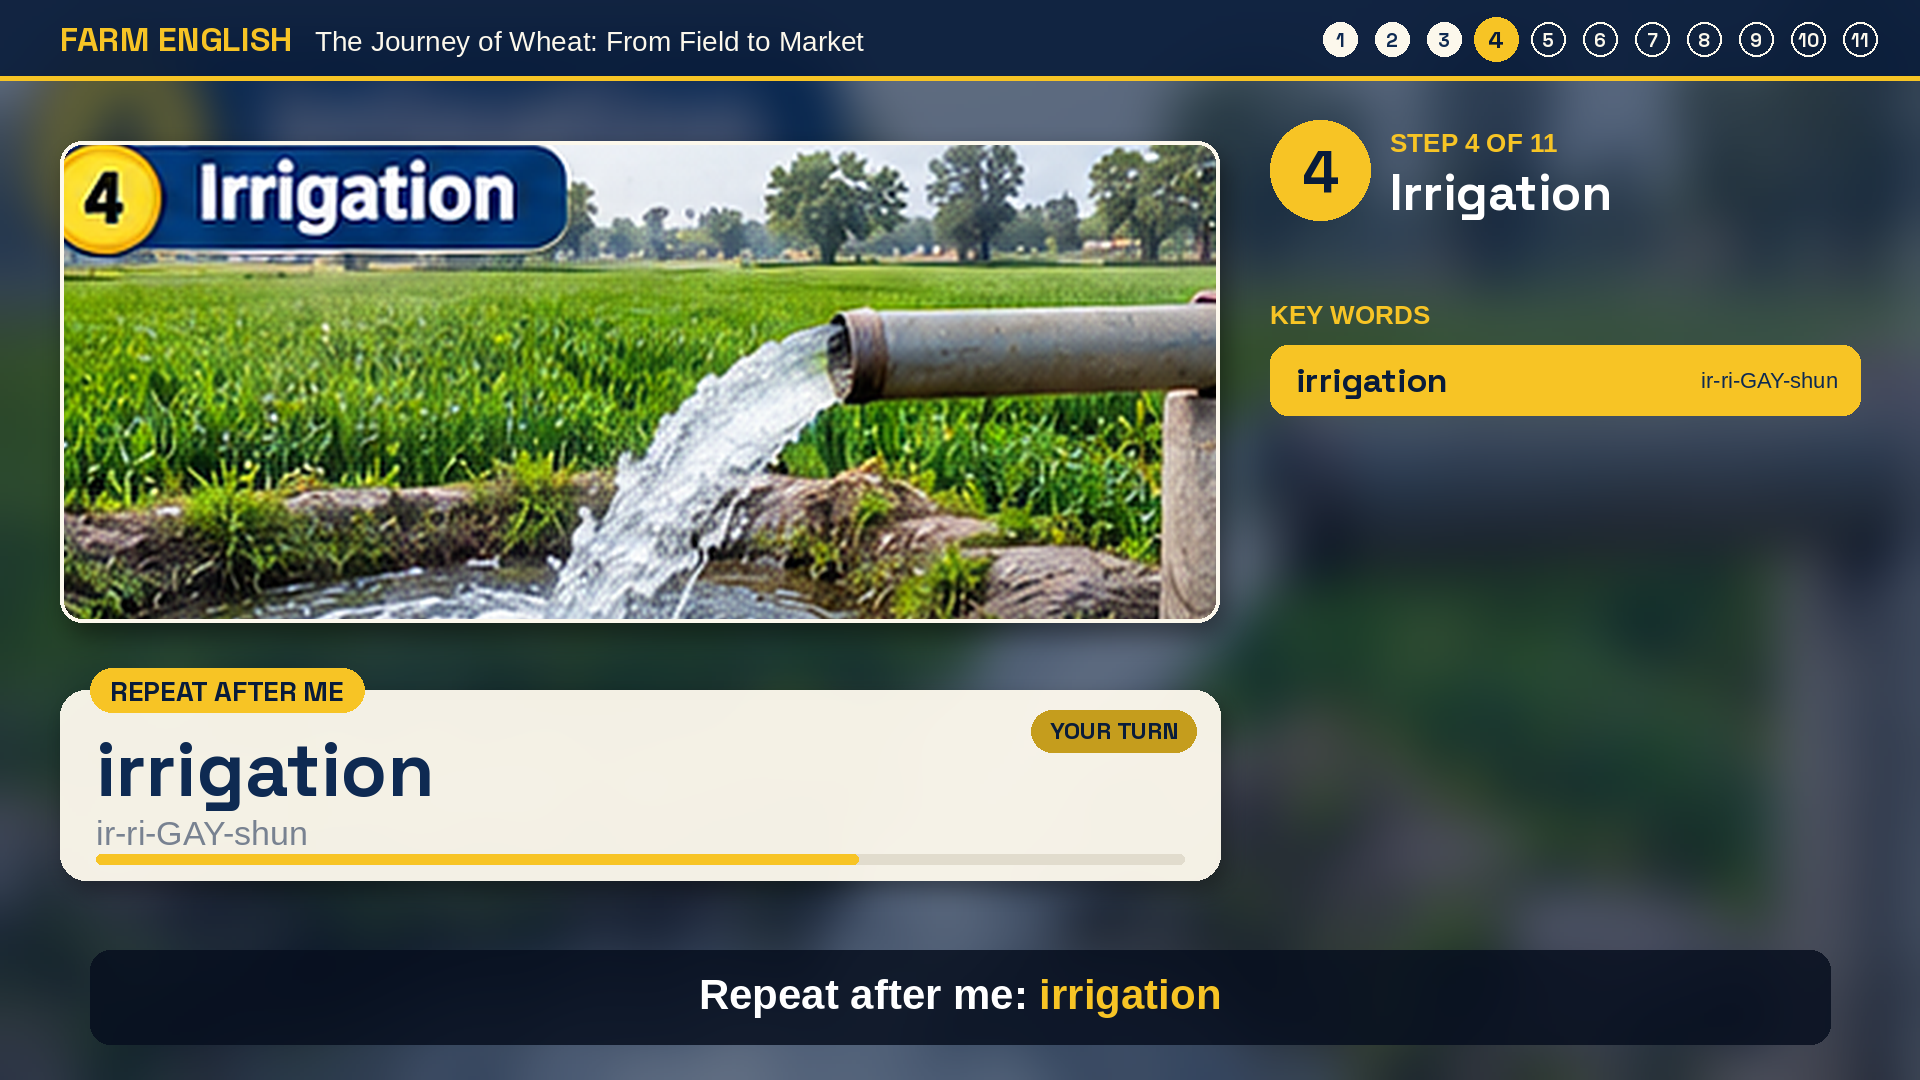 FARM ENGLISH The Journey of Wheat: From Field to Market 1 2 3 4 5 6 7 8 9 10 11
4 Irrigation
4
STEP 4 OF 11
Irrigation
KEY WORDS
irrigation ir-ri-GAY-shun
REPEAT AFTER ME
YOUR TURN
irrigation
ir-ri-GAY-shun
Repeat after me: irrigation